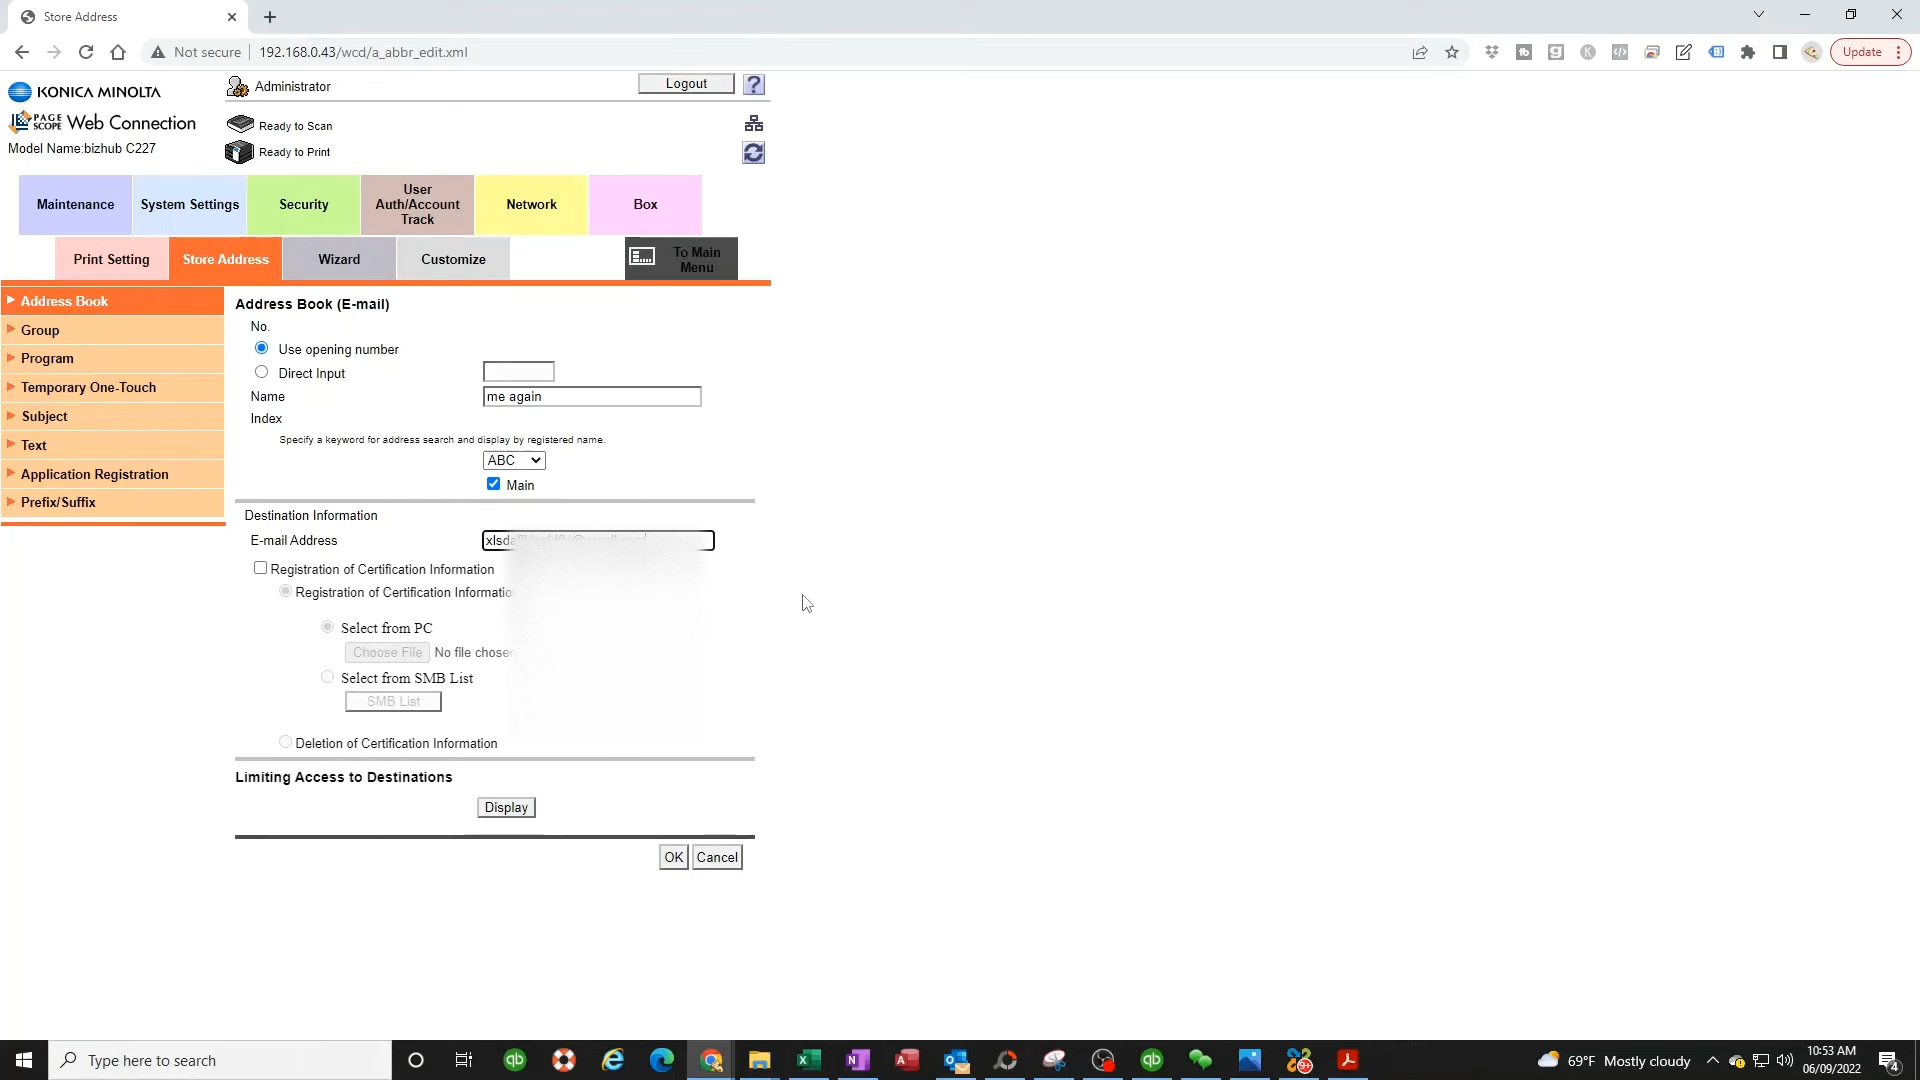 Store Address
Not secure
192.168.0.43/wcd/a_abbr_edit.xml
Update
KONICA MINOLTA
Administrator
Logout
?
PAGE SCOPE Web Connection
Ready to Scan
Model Name:bizhub C227
Ready to Print
Maintenance
System Settings
Security
User
Auth/Account
Track
Network
Box
Print Setting
Store Address
Wizard
Customize
To Main
Menu
Address Book
Group
Program
Temporary One-Touch
Subject
Text
Application Registration
Prefix/Suffix
Address Book (E-mail)
No.
Use opening number
Direct Input
Name
me again
Index
Specify a keyword for address search and display by registered name.
ABC
Main
Destination Information
E-mail Address
Registration of Certification Information
Registration of Certification
Select from PC
Choose File No file
Select from SMB List
SMB List
Deletion of Certification Information
Limiting Access to Destinations
Display
OK
Cancel
Type here to search
69°F Mostly cloudy
10:53 AM
06/09/2022
4